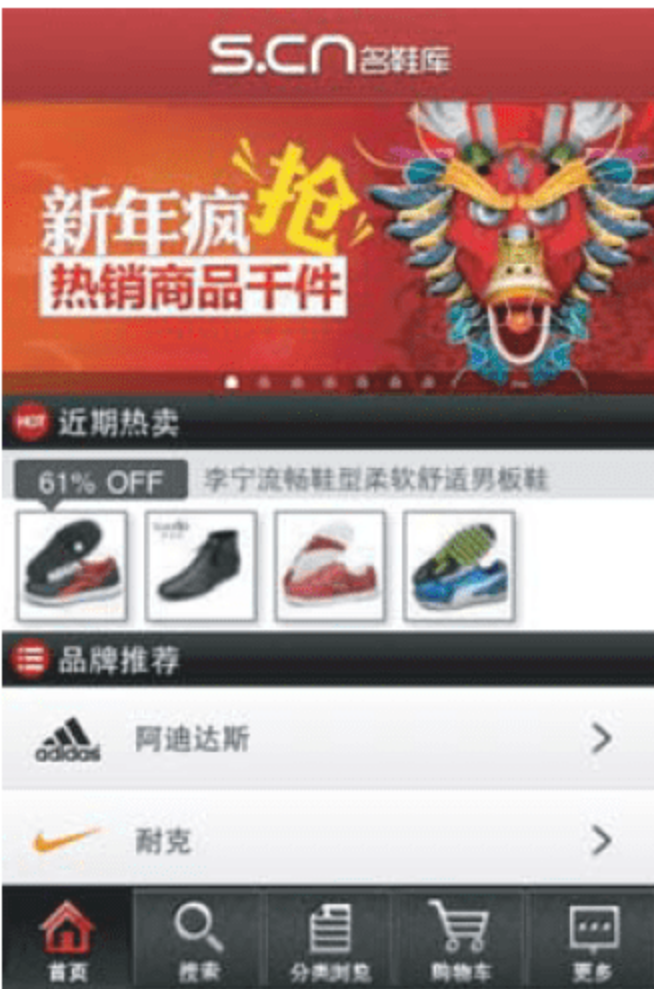 S.CN名鞋库
新年疯抢
热销商品千件
HOT 近期热卖
61% OFF 李宁流畅鞋型柔软舒适男板鞋
品牌推荐
adidas 阿迪达斯
耐克
首页 搜索 分类浏览 购物车 更多